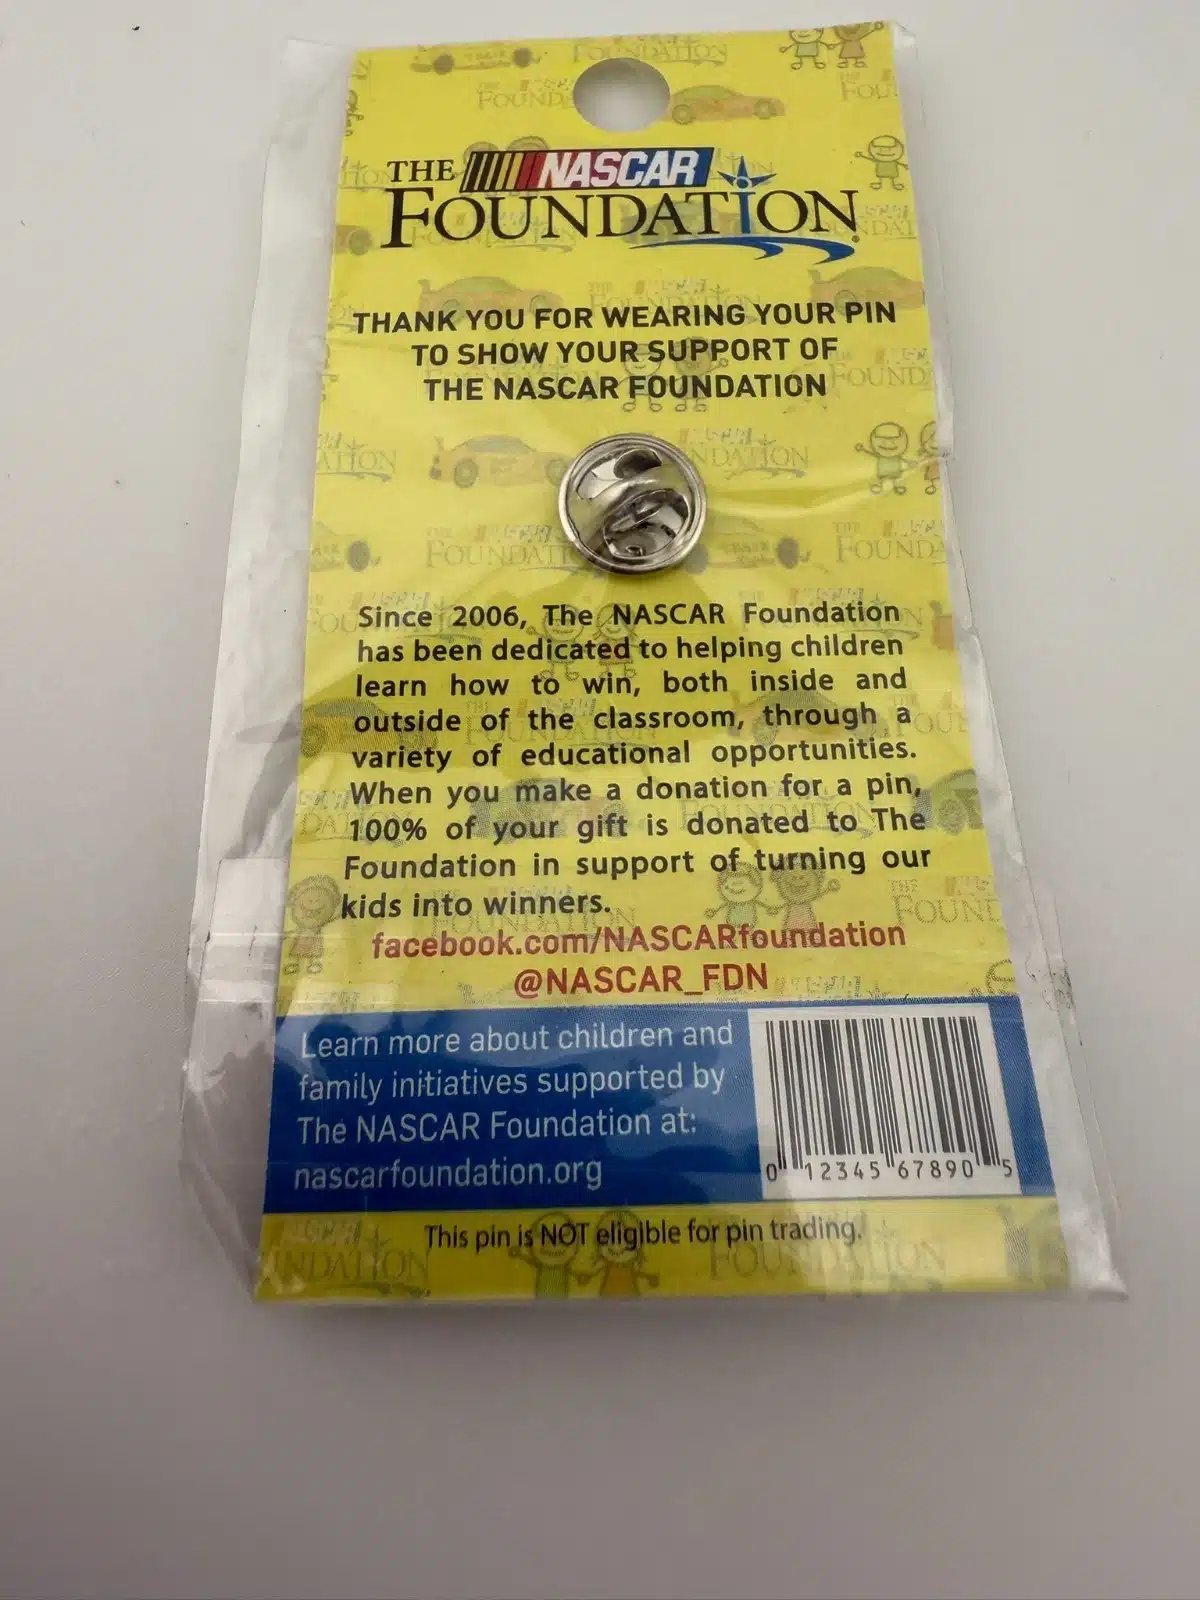 THE NASCAR
FOUNDATION
THANK YOU FOR WEARING YOUR PIN
TO SHOW YOUR SUPPORT OF
THE NASCAR FOUNDATION
Since 2006, The NASCAR Foundation
has been dedicated to helping children
learn how to win, both inside and
outside of the classroom, through a
variety of educational opportunities.
When you make a donation for a pin,
100% of your gift is donated to The
Foundation in support of turning our
kids into winners.
facebook.com/NASCARfoundation
@NASCAR_FDN
Learn more about children and
family initiatives supported by
The NASCAR Foundation at:
nascarfoundation.org
0 12345 67890 5
This pin is NOT eligible for pin trading.